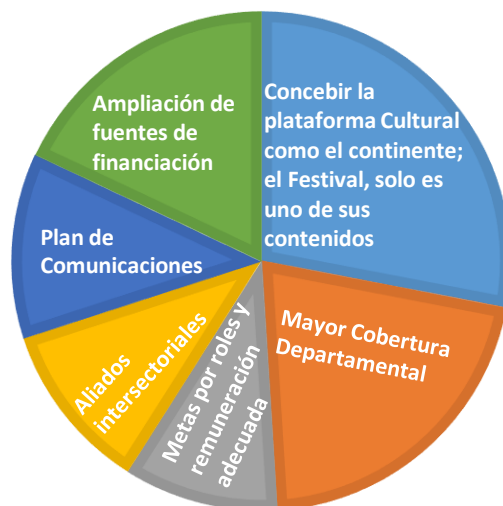 Concebir la
plataforma Cultural
como el continente;
el Festival, solo es
uno de sus
contenidos
Mayor Cobertura
Departamental
Metas por roles y
remuneración
adecuada
Aliados
intersectoriales
Plan de
Comunicaciones
Ampliación de
fuentes de
financiación